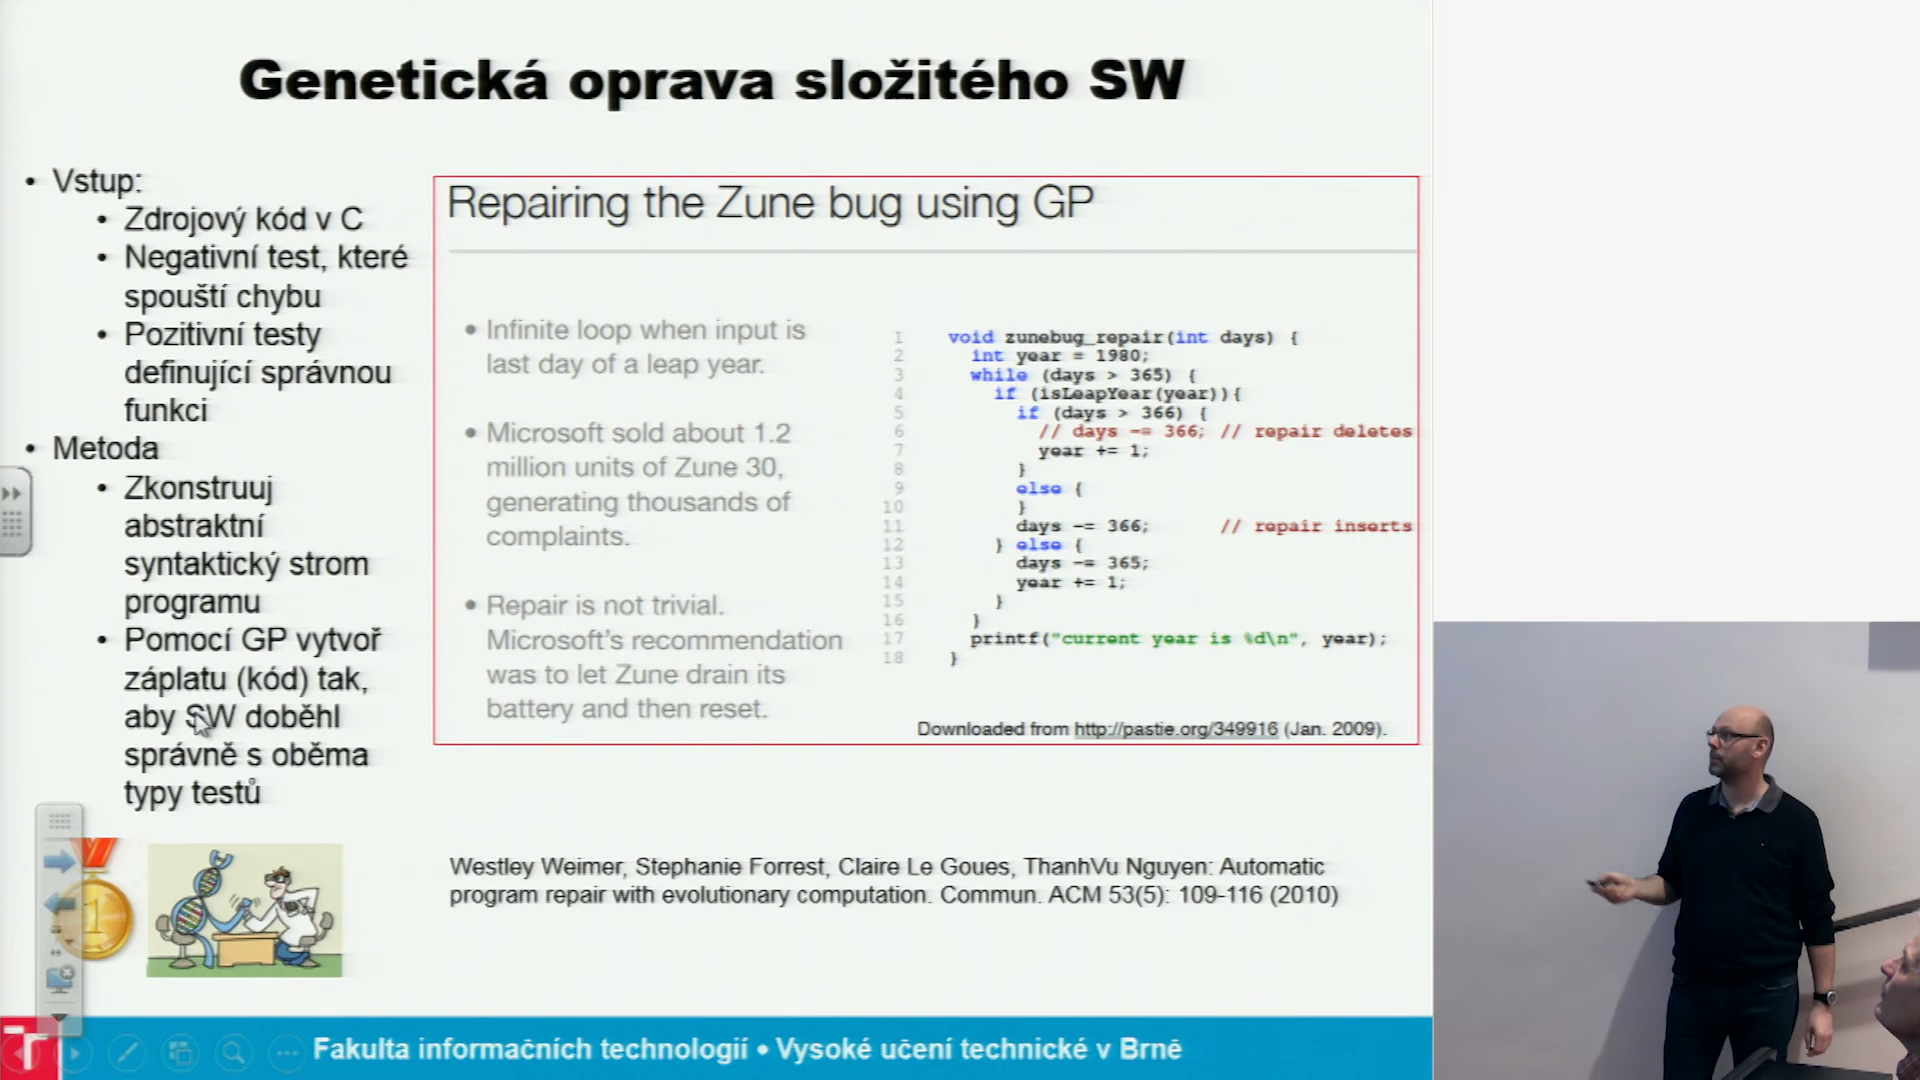 Genetická oprava složitého SW
• Vstup:
• Zdrojový kód v C
• Negativní test, které
spouští chybu
• Pozitivní testy
definující správnou
funkci
• Metoda
• Zkonstruuj
abstraktní
syntaktický strom
programu
• Pomocí GP vytvoř
záplatu (kód) tak,
aby SW doběhl
správně s oběma
typy testů
Repairing the Zune bug using GP
• Infinite loop when input is
last day of a leap year.
• Microsoft sold about 1.2
million units of Zune 30,
generating thousands of
complaints.
• Repair is not trivial.
Microsoft's recommendation
was to let Zune drain its
battery and then reset.
1 void zunebug_repair(int days) {
2 int year = 1980;
3 while (days > 365) {
4 if (isLeapYear(year)){
5 if (days > 366) {
6 // days -= 366; // repair deletes
7 year += 1;
8 }
9 else {
10 }
11 days -= 366; // repair inserts
12 } else {
13 days -= 365;
14 year += 1;
15 }
16 }
17 printf("current year is %d\n", year);
18 }
Downloaded from http://pastie.org/349916 (Jan. 2009).
Westley Weimer, Stephanie Forrest, Claire Le Goues, ThanhVu Nguyen: Automatic
program repair with evolutionary computation. Commun. ACM 53(5): 109-116 (2010)
1
Fakulta informačních technologií • Vysoké učení technické v Brně